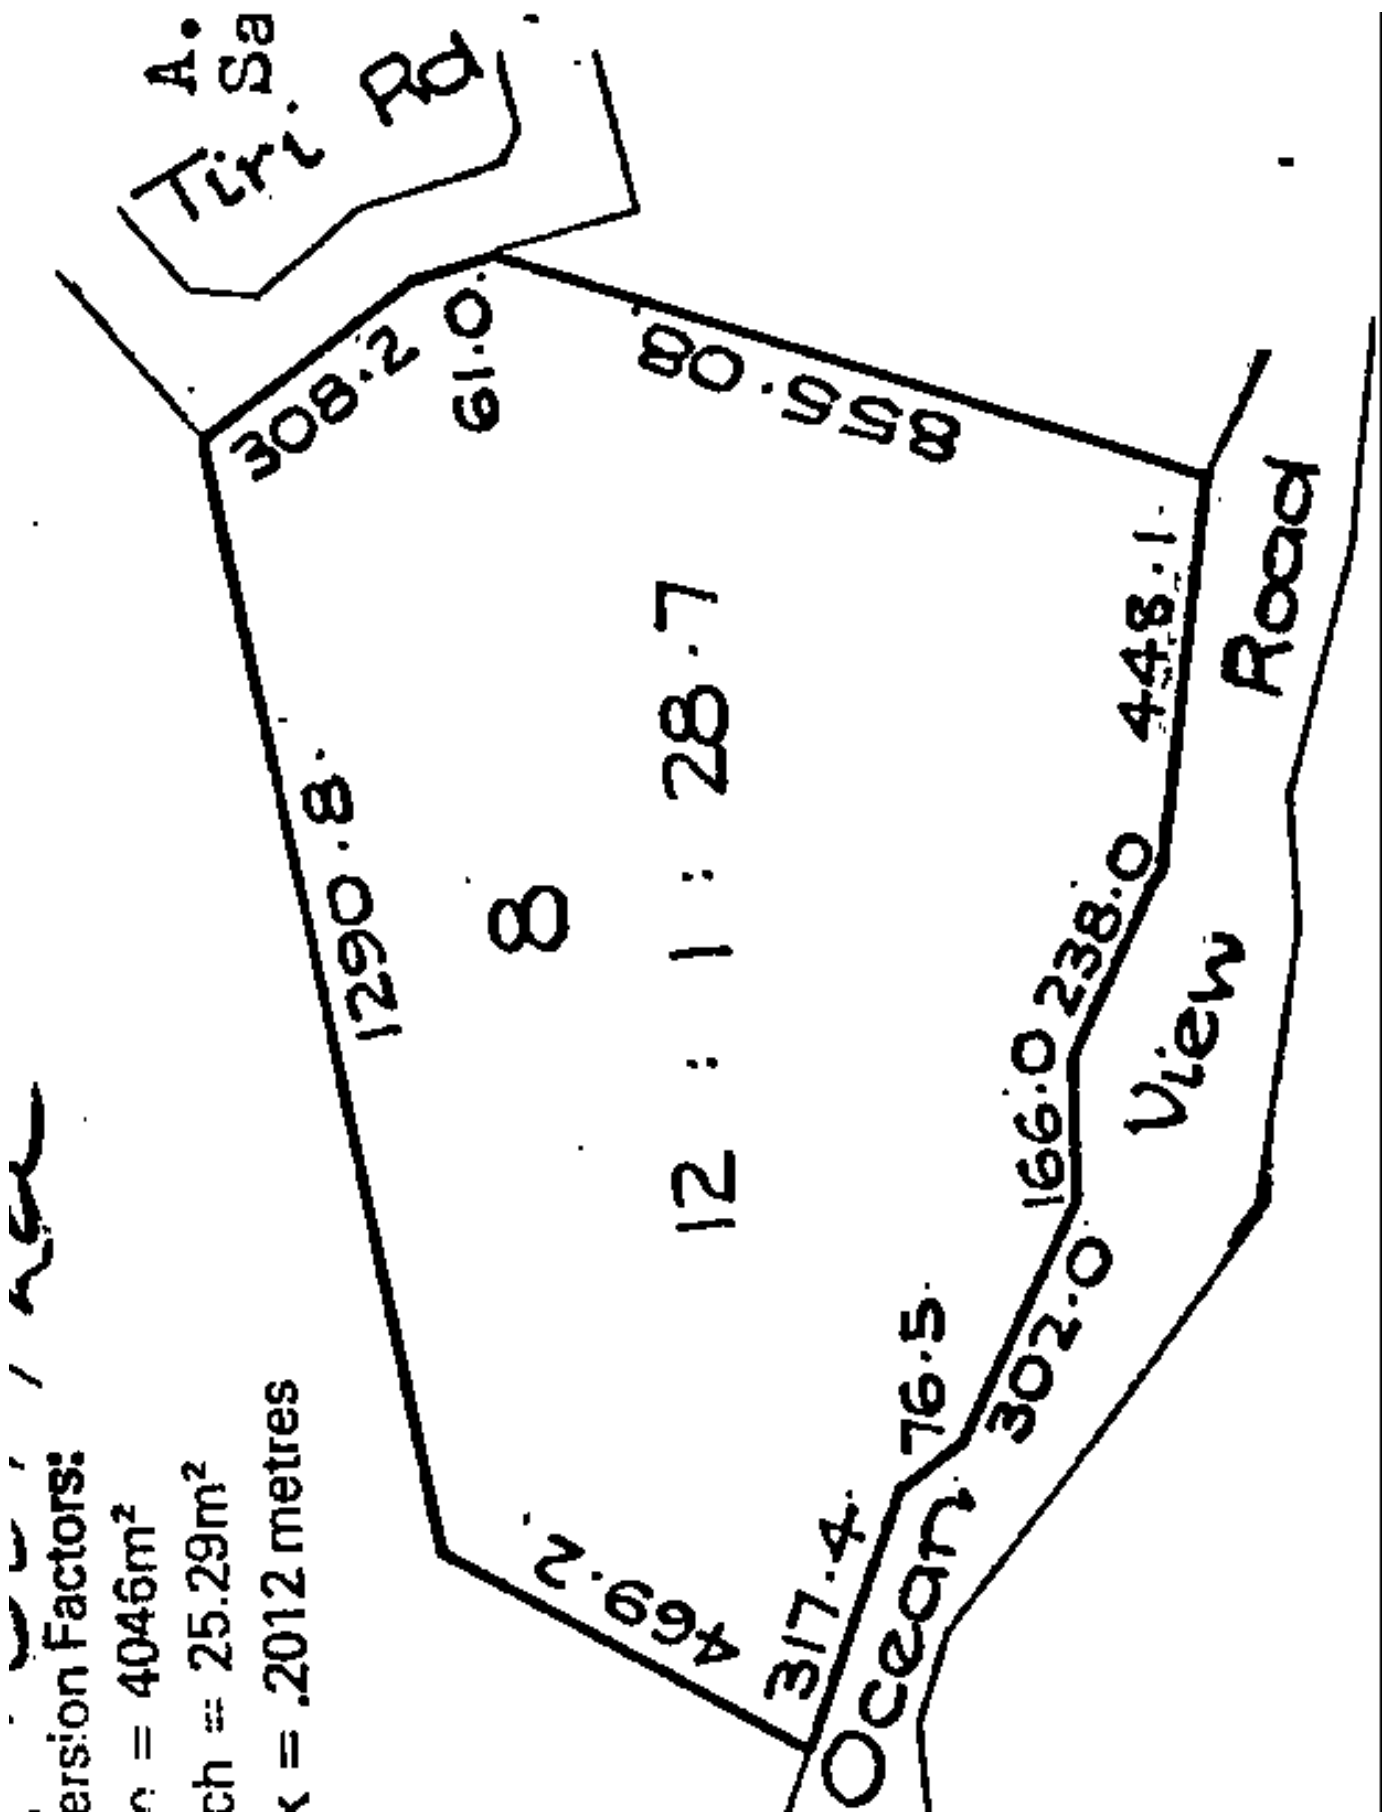 A.
Sa
Tiri Rd
308.2
61.0
855.08
1290.8
8
12 : 1 : 28.7
448.1
238.0
166.0
302.0
76.5
317.4
469.2
Ocean View Road
ersion Factors:
= 4046m²
ch = 25.29m²
= .2012 metres